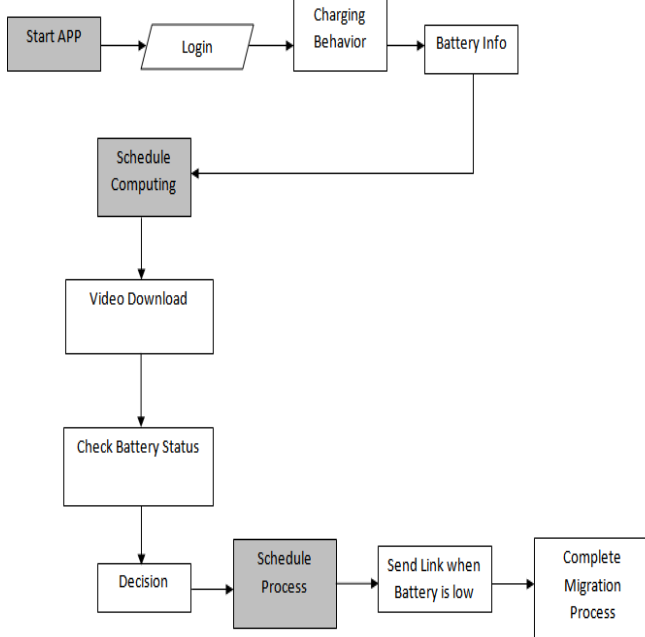 Start APP
Login
Charging
Behavior
Battery Info
Schedule
Computing
Video Download
Check Battery Status
Decision
Schedule
Process
Send Link when
Battery is low
Complete
Migration
Process